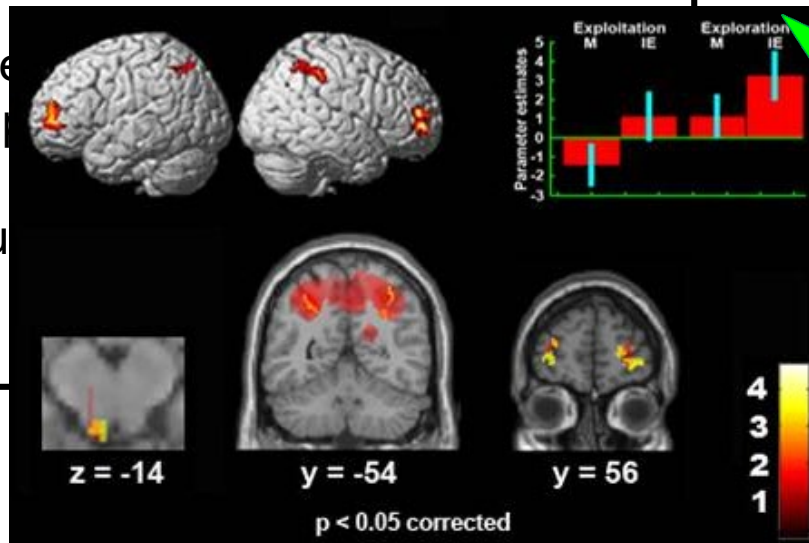 Exploitation Exploration
M IE M IE
Parameter estimates
5
4
3
2
1
0
-1
-2
-3
z = -14
y = -54
y = 56
4
3
2
1
p < 0.05 corrected